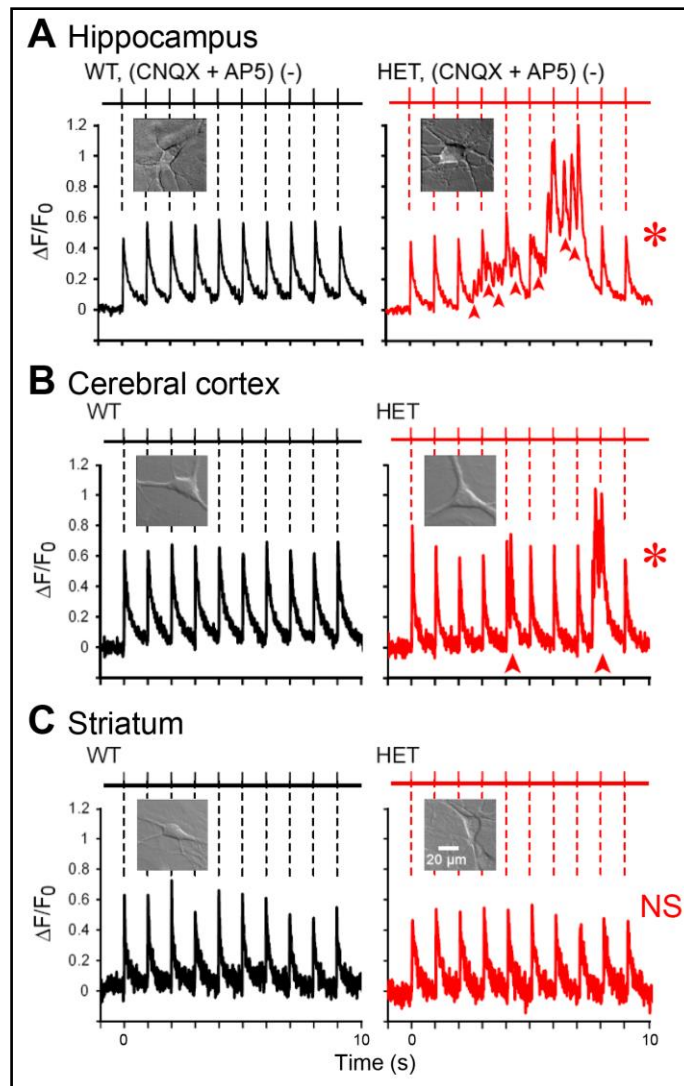 A Hippocampus
WT, (CNQX + AP5) (-) HET, (CNQX + AP5) (-)
1.2
1
0.8
0.6
0.4
0.2
0
ΔF/F0
*
10
B Cerebral cortex
WT HET
1.2
1
0.8
0.6
0.4
0.2
0
ΔF/F0
*
10
C Striatum
WT HET
1.2
1
0.8
0.6
0.4
0.2
0
ΔF/F0
20 µm
NS
0 10 0 10
Time (s)